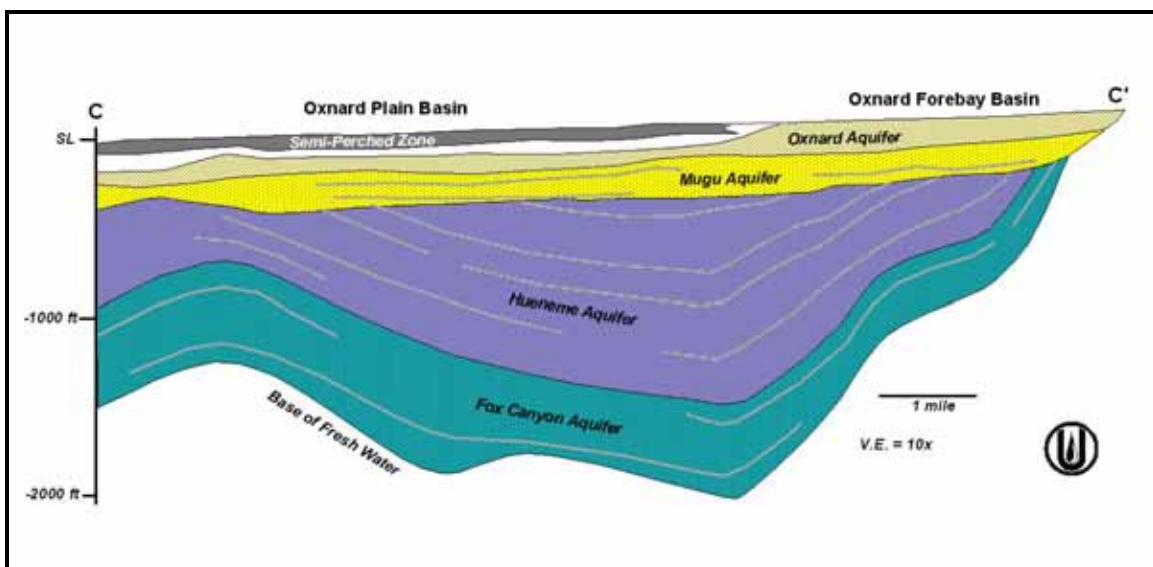 C
Oxnard Plain Basin
Oxnard Forebay Basin
C'
SL
Semi-Perched Zone
Oxnard Aquifer
Mugu Aquifer
Hueneme Aquifer
-1000 ft
Fox Canyon Aquifer
Base of Fresh Water
1 mile
V.E. = 10x
-2000 ft